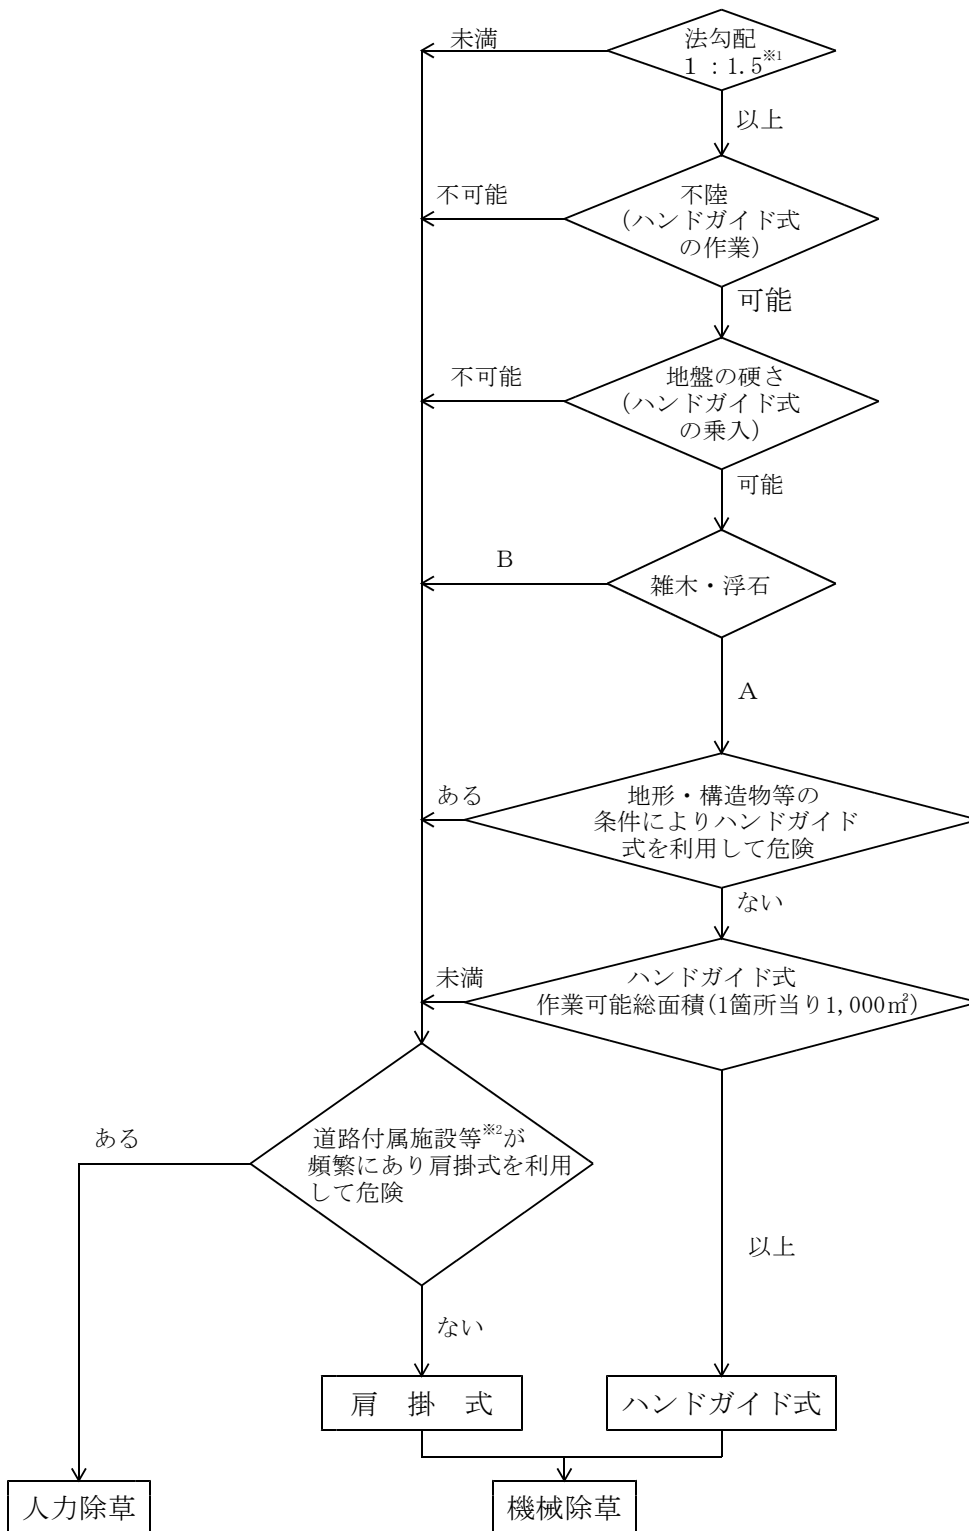 法勾配
1 : 1.5※1
未満
以上
不陸
(ハンドガイド式
の作業)
不可能
可能
地盤の硬さ
(ハンドガイド式
の乗入)
不可能
可能
雑木・浮石
B
A
地形・構造物等の
条件によりハンドガイド
式を利用して危険
ある
ない
ハンドガイド式
作業可能総面積(1箇所当り1,000㎡)
未満
以上
道路付属施設等※2が
頻繁にあり肩掛式を利用
して危険
ある
ない
肩 掛 式
ハンドガイド式
人力除草
機械除草